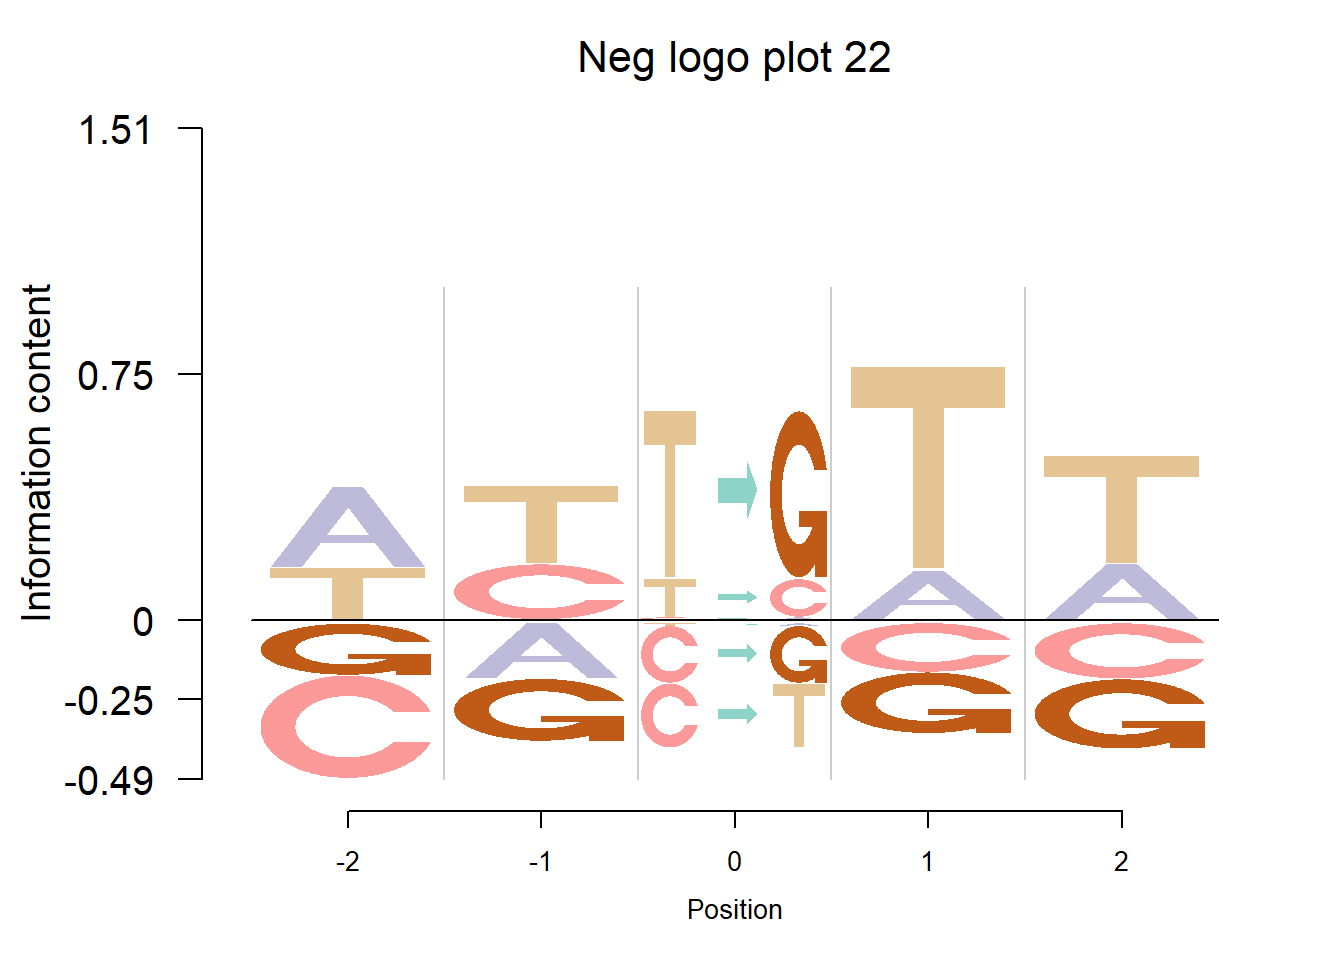 Neg logo plot 22
1.51
0.75
0
-0.25
-0.49
Information content
A T G C
T C A G
T → G
T → C
C → G
C → T
T A C G
T A C G
-2 -1 0 1 2
Position